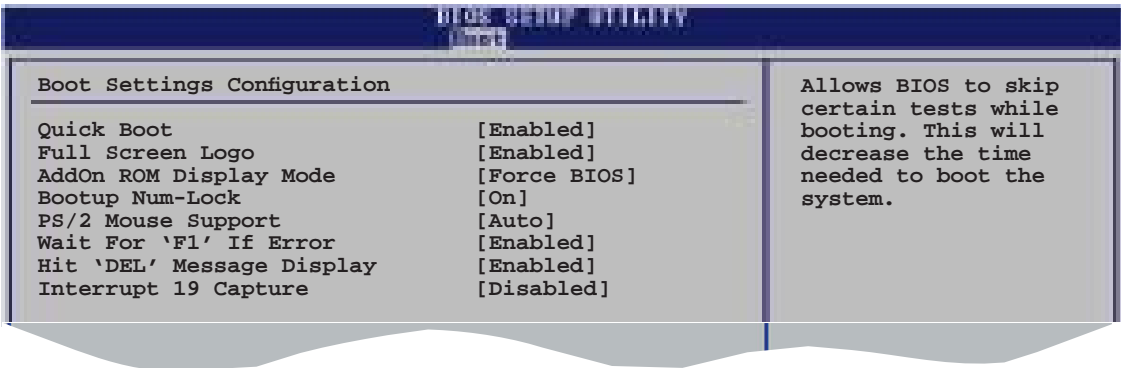 BIOS SETUP UTILITY
Boot
Boot Settings Configuration
Quick Boot [Enabled]
Full Screen Logo [Enabled]
AddOn ROM Display Mode [Force BIOS]
Bootup Num-Lock [On]
PS/2 Mouse Support [Auto]
Wait For ‘F1’ If Error [Enabled]
Hit ‘DEL’ Message Display [Enabled]
Interrupt 19 Capture [Disabled]
Allows BIOS to skip
certain tests while
booting. This will
decrease the time
needed to boot the
system.